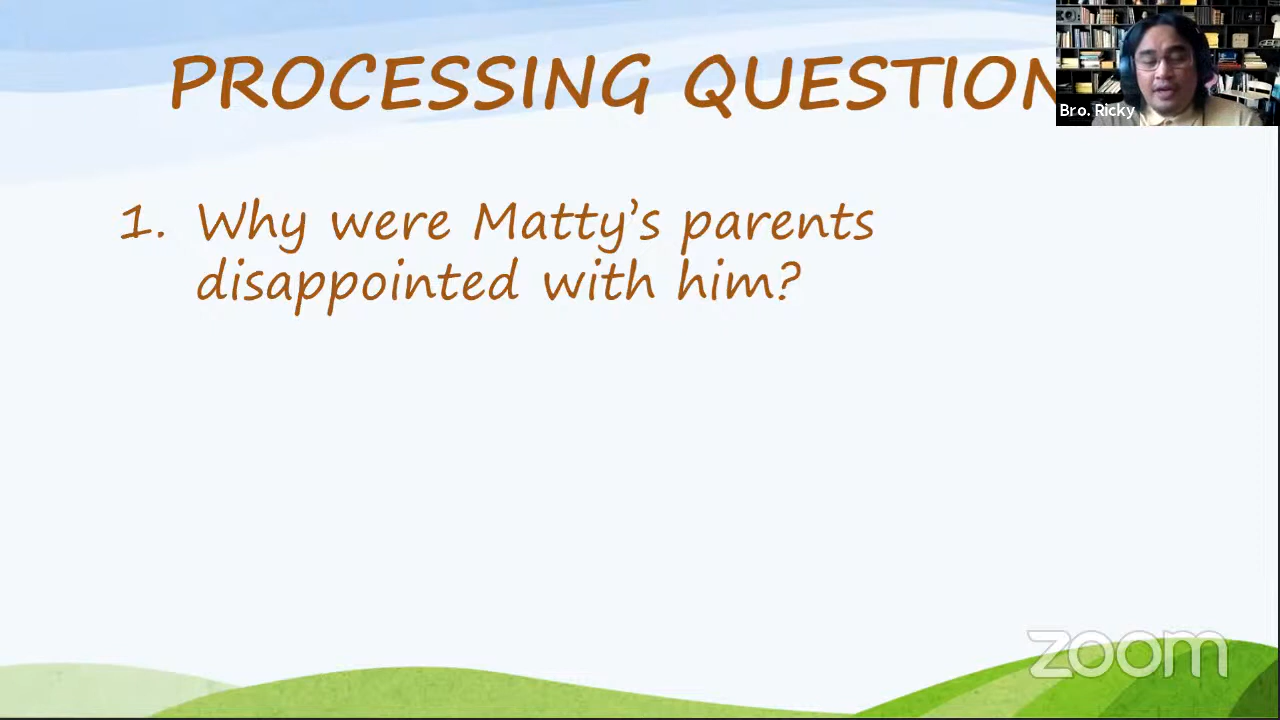 PROCESSING QUESTION
Bro. Ricky
1. Why were Matty's parents
disappointed with him?
zoom